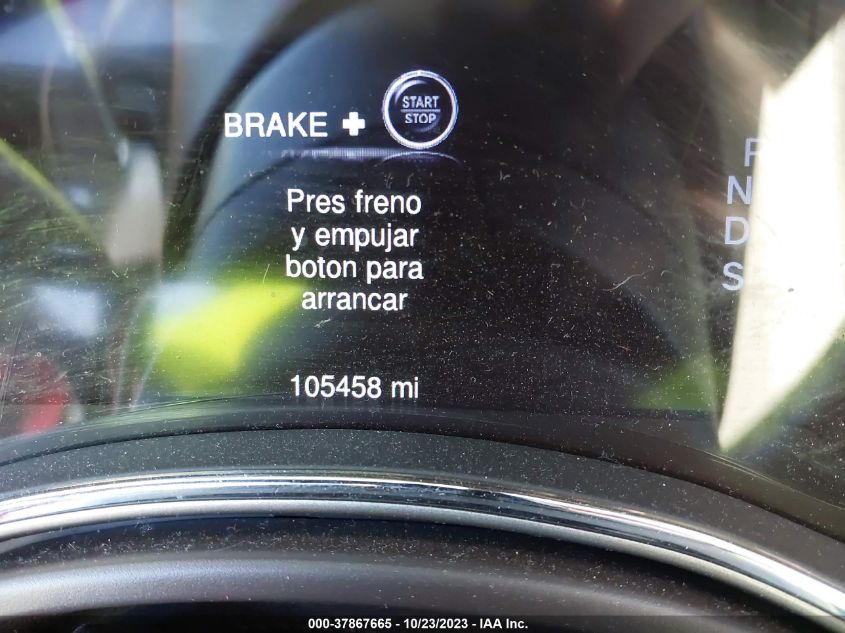 START
STOP
BRAKE +
Pres freno
y empujar
boton para
arrancar
N
D
S
105458 mi
000-37867665 - 10/23/2023 - IAA Inc.